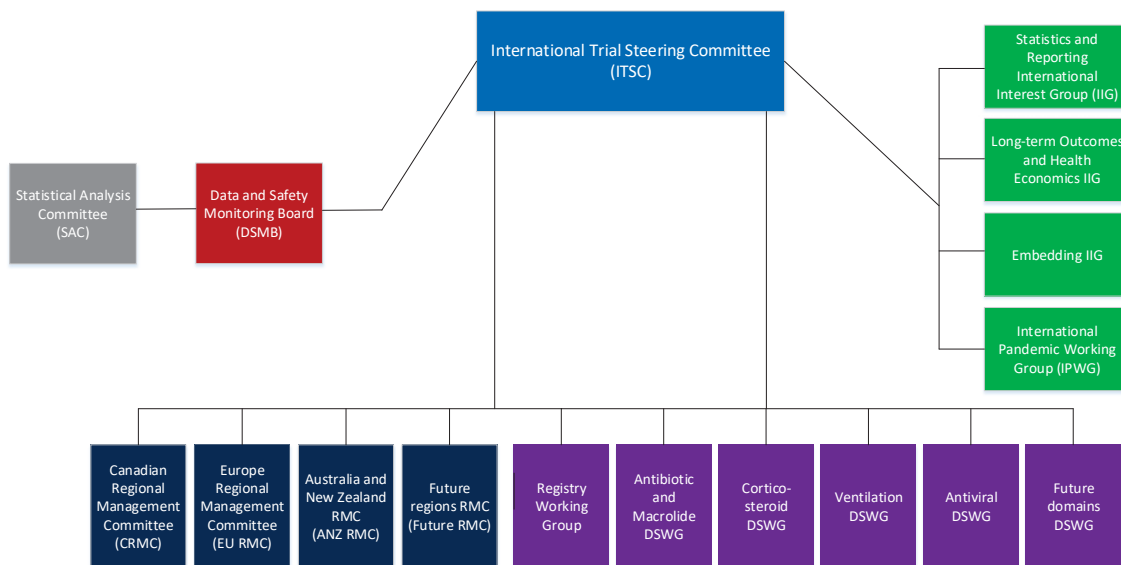 International Trial Steering Committee
(ITSC)
Statistics and
Reporting
International
Interest Group (IIG)
Long-term Outcomes
and Health
Economics IIG
Embedding IIG
International
Pandemic Working
Group (IPWG)
Statistical Analysis
Committee
(SAC)
Data and Safety
Monitoring Board
(DSMB)
Canadian
Regional
Management
Committee
(CRMC)
Europe
Regional
Management
Committee
(EU RMC)
Australia and
New Zealand
RMC
(ANZ RMC)
Future
regions RMC
(Future RMC)
Registry
Working
Group
Antibiotic
and
Macrolide
DSWG
Cortico-
steroid
DSWG
Ventilation
DSWG
Antiviral
DSWG
Future
domains
DSWG